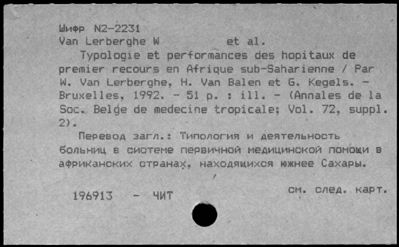 Шифр N2-2231
Van Lerberghe W et al.
Typologie et performances des hopitaux de
premier recours en Afrique sub-Saharienne / Par
W. Van Lerberghe, H. Van Balen et G. Kegels. -
Bruxelles, 1992. - 51 p. : ill. - (Annales de la
Soc. Belge de medecine tropicale; Vol. 72, suppl.
2).
Перевод загл.: Типология и деятельность
больниц в системе первичной медицинской помощи в
африканских странах, находящихся южнее Сахары.
см. след. карт.
196913 - ЧИТ